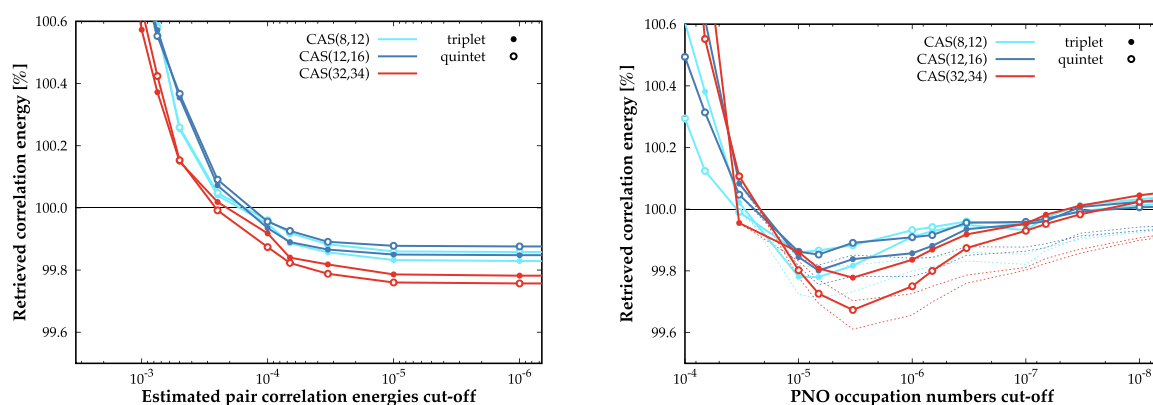 100.6
100.4
100.2
100.0
99.8
99.6
Retrieved correlation energy [%]
CAS(8,12)
CAS(12,16)
CAS(32,34)
triplet
quintet
10⁻³
10⁻⁴
10⁻⁵
10⁻⁶
Estimated pair correlation energies cut-off
100.6
100.4
100.2
100.0
99.8
99.6
Retrieved correlation energy [%]
CAS(8,12)
CAS(12,16)
CAS(32,34)
triplet
quintet
10⁻⁴
10⁻⁵
10⁻⁶
10⁻⁷
10⁻⁸
PNO occupation numbers cut-off